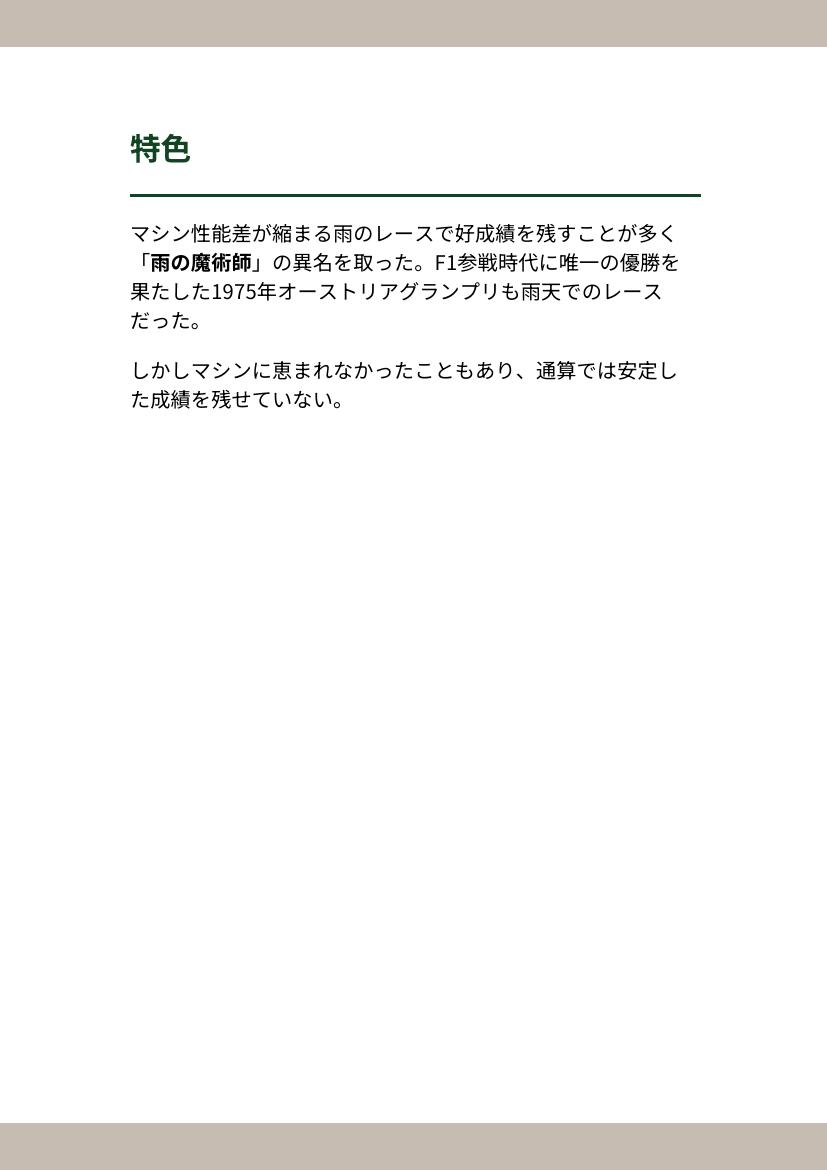 特色
マシン性能差が縮まる雨のレースで好成績を残すことが多く
「雨の魔術師」の異名を取った。F1参戦時代に唯一の優勝を
果たした1975年オーストリアグランプリも雨天でのレース
だった。
しかしマシンに恵まれなかったこともあり、通算では安定し
た成績を残せていない。